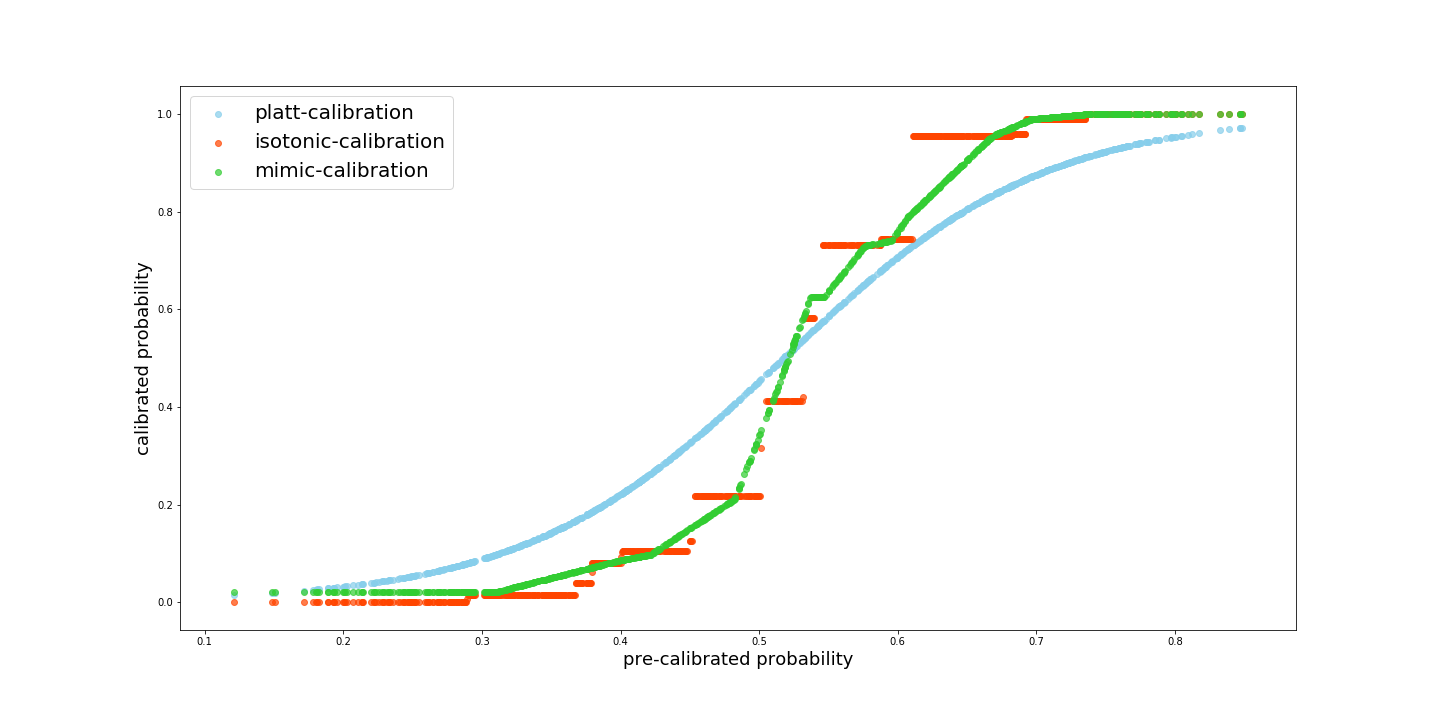 platt-calibration
isotonic-calibration
mimic-calibration
1.0
0.8
0.6
0.4
0.2
0.0
calibrated probability
0.1 0.2 0.3 0.4 0.5 0.6 0.7 0.8
pre-calibrated probability